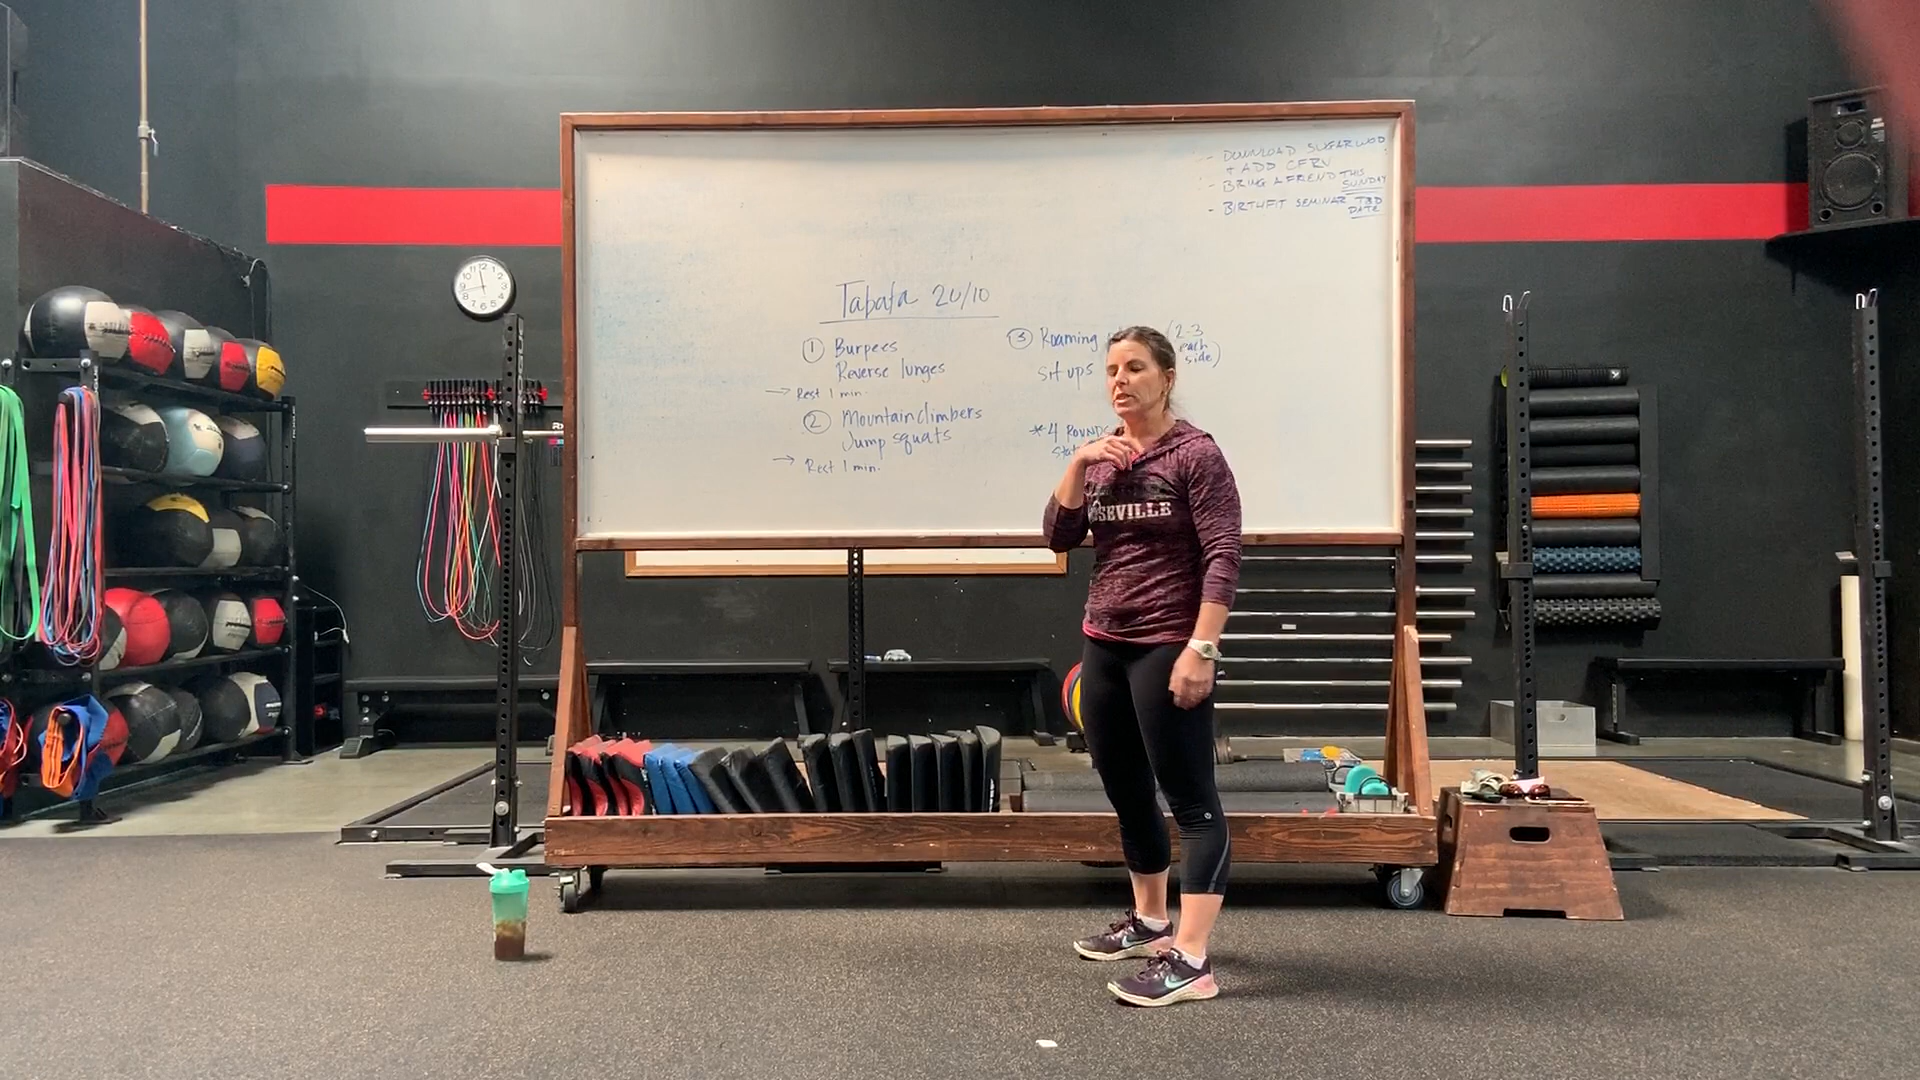 - DOWNLOAD SUGARWOD
+ ADD CFRV
- BRING A FRIEND THIS SUNDAY
- BIRTHFIT SEMINAR TBD DATE
Tabata 20/10
① Burpees
Reverse lunges
→ Rest 1 min.
② Mountain climbers
Jump squats
→ Rest 1 min.
③ Roaming (2-3 each side)
sit ups
*4 ROUNDS
SEVILLE